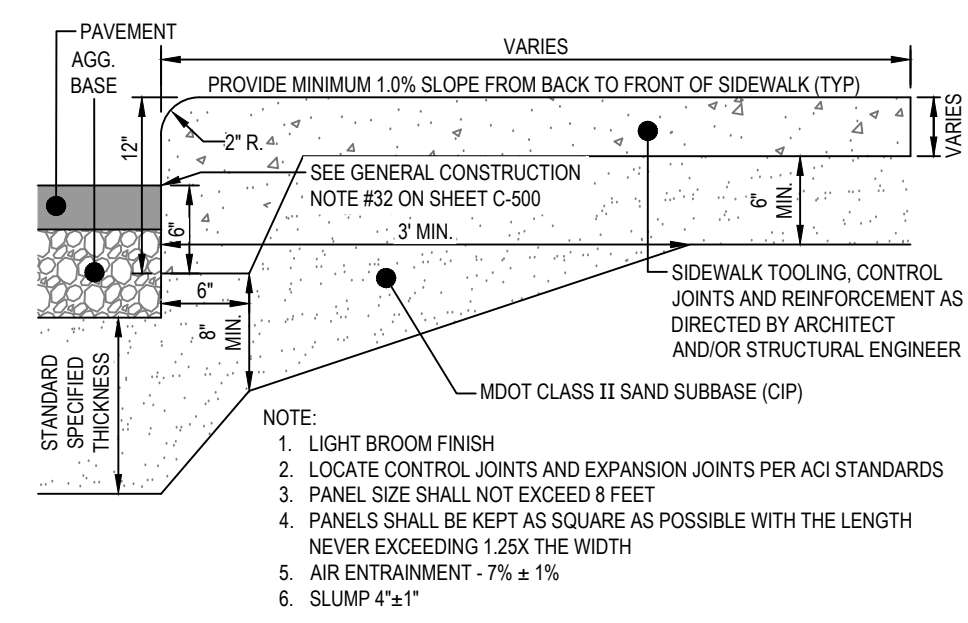 PAVEMENT
AGG.
BASE
VARIES
PROVIDE MINIMUM 1.0% SLOPE FROM BACK TO FRONT OF SIDEWALK (TYP)
12"
2" R.
VARIES
SEE GENERAL CONSTRUCTION
NOTE #32 ON SHEET C-500
6"
6"
MIN.
3' MIN.
6"
8"
MIN.
SIDEWALK TOOLING, CONTROL
JOINTS AND REINFORCEMENT AS
DIRECTED BY ARCHITECT
AND/OR STRUCTURAL ENGINEER
STANDARD
SPECIFIED
THICKNESS
MDOT CLASS II SAND SUBBASE (CIP)
NOTE:
1. LIGHT BROOM FINISH
2. LOCATE CONTROL JOINTS AND EXPANSION JOINTS PER ACI STANDARDS
3. PANEL SIZE SHALL NOT EXCEED 8 FEET
4. PANELS SHALL BE KEPT AS SQUARE AS POSSIBLE WITH THE LENGTH
NEVER EXCEEDING 1.25X THE WIDTH
5. AIR ENTRAINMENT - 7% ± 1%
6. SLUMP 4"±1"